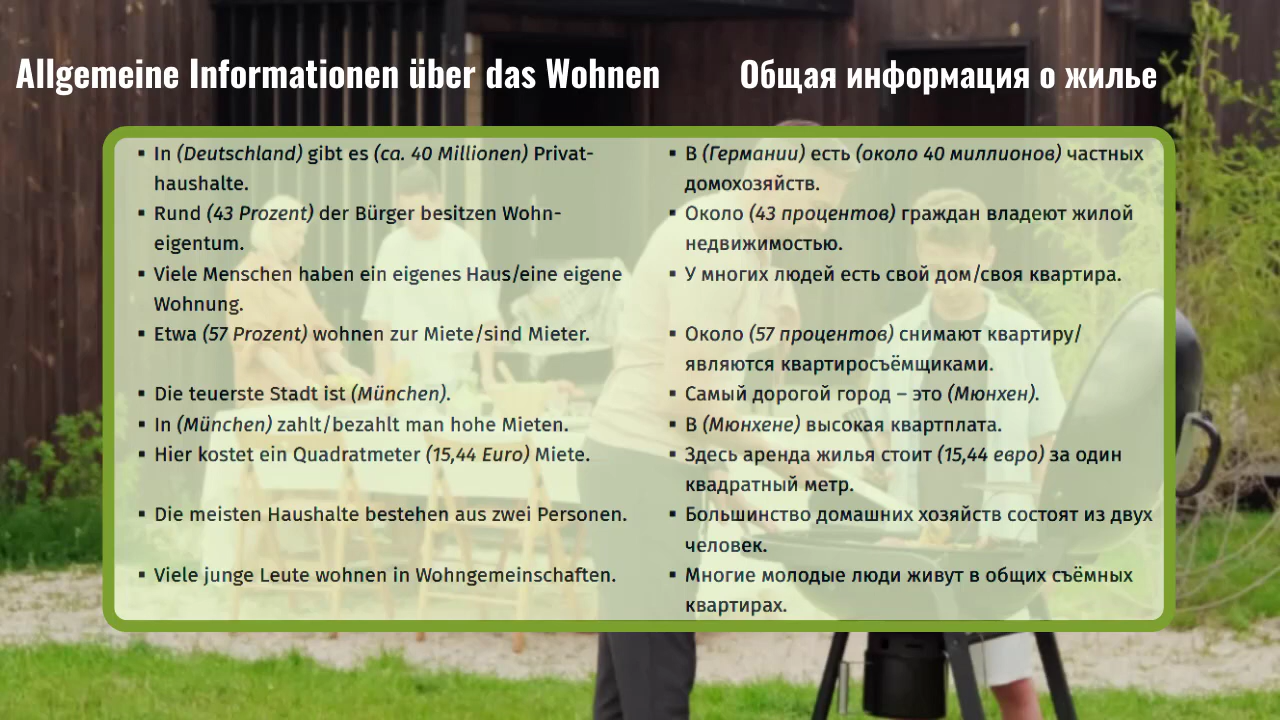 Allgemeine Informationen über das Wohnen
Общая информация о жилье
▪ In (Deutschland) gibt es (ca. 40 Millionen) Privat-
haushalte.
▪ Rund (43 Prozent) der Bürger besitzen Wohn-
eigentum.
▪ Viele Menschen haben ein eigenes Haus/eine eigene
Wohnung.
▪ Etwa (57 Prozent) wohnen zur Miete/sind Mieter.
▪ Die teuerste Stadt ist (München).
▪ In (München) zahlt/bezahlt man hohe Mieten.
▪ Hier kostet ein Quadratmeter (15,44 Euro) Miete.
▪ Die meisten Haushalte bestehen aus zwei Personen.
▪ Viele junge Leute wohnen in Wohngemeinschaften.
▪ В (Германии) есть (около 40 миллионов) частных
домохозяйств.
▪ Около (43 процентов) граждан владеют жилой
недвижимостью.
▪ У многих людей есть свой дом/своя квартира.
▪ Около (57 процентов) снимают квартиру/
являются квартиросъёмщиками.
▪ Самый дорогой город – это (Мюнхен).
▪ В (Мюнхене) высокая квартплата.
▪ Здесь аренда жилья стоит (15,44 евро) за один
квадратный метр.
▪ Большинство домашних хозяйств состоят из двух
человек.
▪ Многие молодые люди живут в общих съёмных
квартирах.